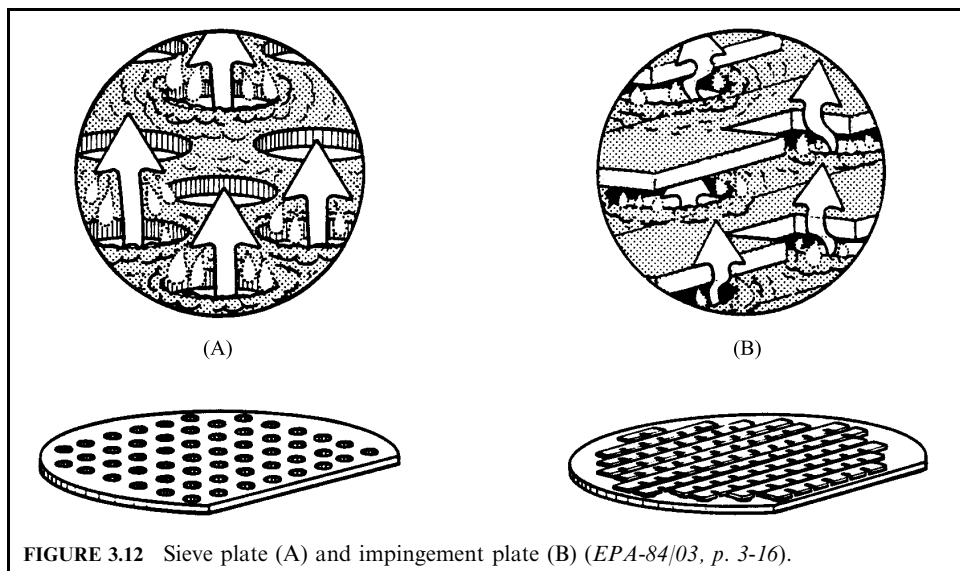 (A)
(B)
FIGURE 3.12 Sieve plate (A) and impingement plate (B) (EPA-84/03, p. 3-16).